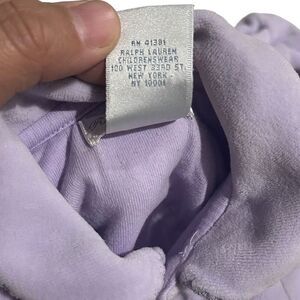 RN 41381
RALPH LAUREN
CHILDRENSWEAR
100 WEST 33RD ST.
NEW YORK
NY 10001